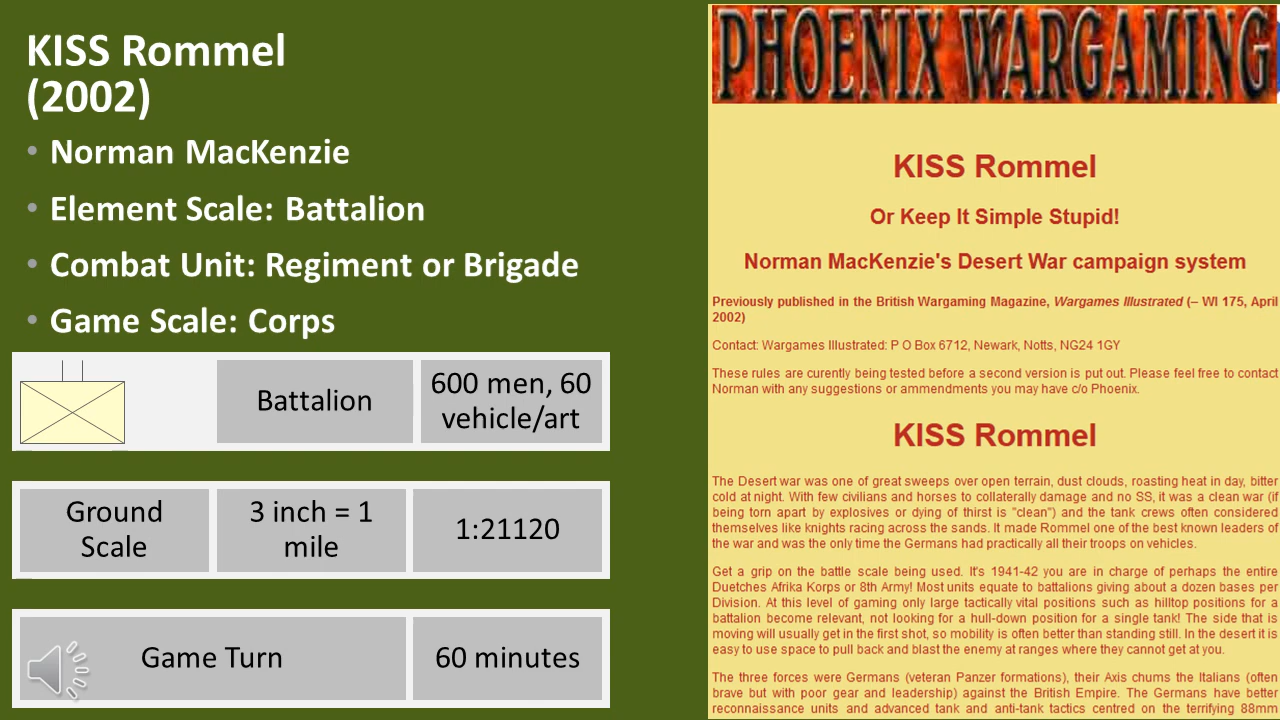 KISS Rommel
(2002)
• Norman MacKenzie
• Element Scale: Battalion
• Combat Unit: Regiment or Brigade
• Game Scale: Corps
Battalion
600 men, 60
vehicle/art
Ground
Scale
3 inch = 1
mile
1:21120
Game Turn
60 minutes
PHOENIX WARGAMING
KISS Rommel
Or Keep It Simple Stupid!
Norman MacKenzie's Desert War campaign system
Previously published in the British Wargaming Magazine, Wargames Illustrated (– WI 175, April
2002)
Contact: Wargames Illustrated: P O Box 6712, Newark, Notts, NG24 1GY
These rules are curently being tested before a second version is put out. Please feel free to contact
Norman with any suggestions or ammendments you may have c/o Phoenix.
KISS Rommel
The Desert war was one of great sweeps over open terrain, dust clouds, roasting heat in day, bitter
cold at night. With few civilians and horses to collaterally damage and no SS, it was a clean war (if
being torn apart by explosives or dying of thirst is "clean") and the tank crews often considered
themselves like knights racing across the sands. It made Rommel one of the best known leaders of
the war and was the only time the Germans had practically all their troops on vehicles.
Get a grip on the battle scale being used. It's 1941-42 you are in charge of perhaps the entire
Duetches Afrika Korps or 8th Army! Most units equate to battalions giving about a dozen bases per
Division. At this level of gaming only large tactically vital positions such as hilltop positions for a
battalion become relevant, not looking for a hull-down position for a single tank! The side that is
moving will usually get in the first shot, so mobility is often better than standing still. In the desert it is
easy to use space to pull back and blast the enemy at ranges where they cannot get at you.
The three forces were Germans (veteran Panzer formations), their Axis chums the Italians (often
brave but with poor gear and leadership) against the British Empire. The Germans have better
reconnaissance units and advanced tank and anti-tank tactics centred on the terrifying 88mm